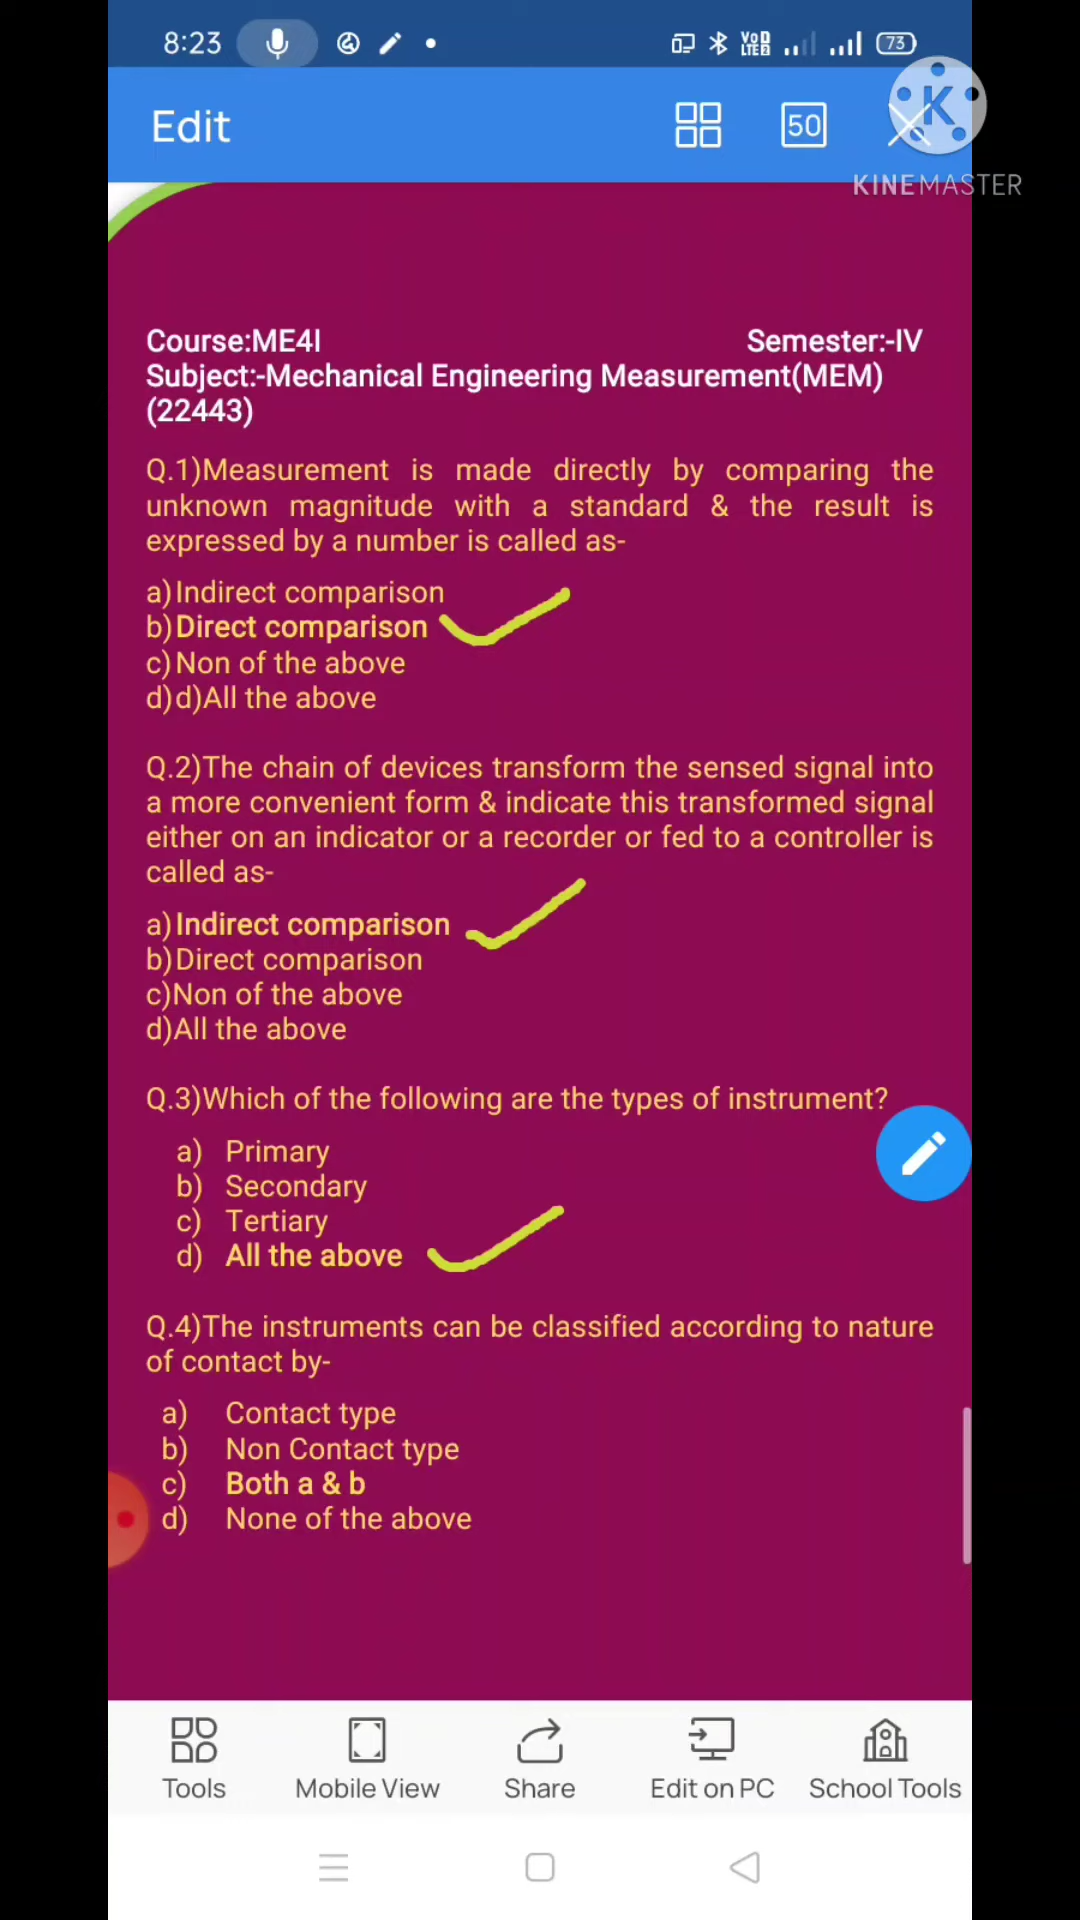 8:23
VoD
LTE2
73
Edit
50
K
KINEMASTER
Course:ME4I Semester:-IV
Subject:-Mechanical Engineering Measurement(MEM)
(22443)
Q.1)Measurement is made directly by comparing the
unknown magnitude with a standard & the result is
expressed by a number is called as-
a)Indirect comparison
b)Direct comparison
c)Non of the above
d)d)All the above
Q.2)The chain of devices transform the sensed signal into
a more convenient form & indicate this transformed signal
either on an indicator or a recorder or fed to a controller is
called as-
a)Indirect comparison
b)Direct comparison
c)Non of the above
d)All the above
Q.3)Which of the following are the types of instrument?
a) Primary
b) Secondary
c) Tertiary
d) All the above
Q.4)The instruments can be classified according to nature
of contact by-
a) Contact type
b) Non Contact type
c) Both a & b
d) None of the above
Tools Mobile View Share Edit on PC School Tools